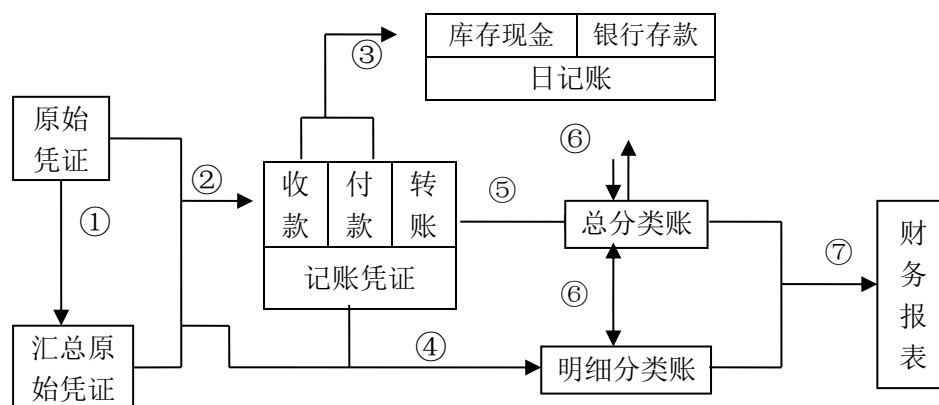 库存现金 银行存款
日记账
③
原始
凭证
⑥
②
收款 付款 转账
①
⑤
总分类账
财务报表
⑦
记账凭证
⑥
汇总原
始凭证
④
明细分类账